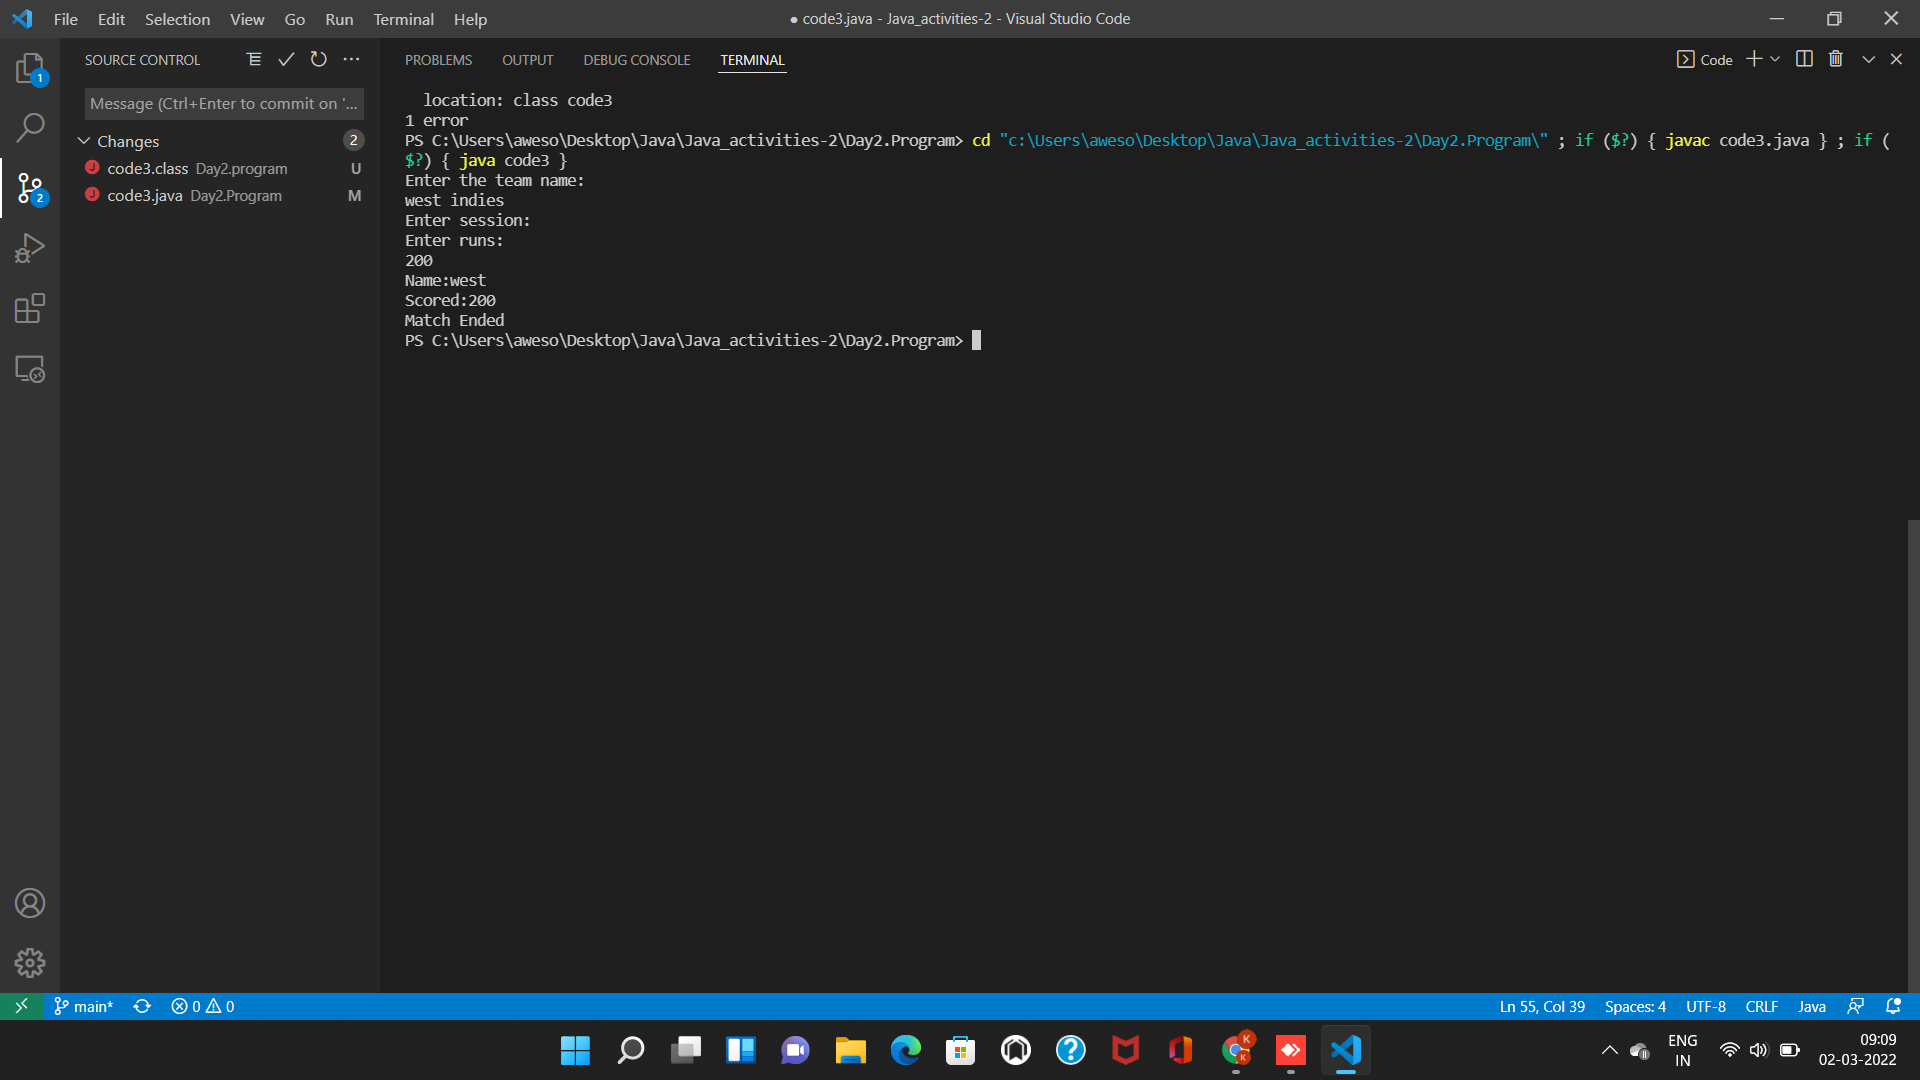 File Edit Selection View Go Run Terminal Help
● code3.java - Java_activities-2 - Visual Studio Code
SOURCE CONTROL
PROBLEMS OUTPUT DEBUG CONSOLE TERMINAL
Code
1
Message (Ctrl+Enter to commit on '...
Changes 2
code3.class Day2.program U
code3.java Day2.Program M
2
location: class code3
1 error
PS C:\Users\aweso\Desktop\Java\Java_activities-2\Day2.Program> cd "c:\Users\aweso\Desktop\Java\Java_activities-2\Day2.Program\" ; if ($?) { javac code3.java } ; if (
$?) { java code3 }
Enter the team name:
west indies
Enter session:
Enter runs:
200
Name:west
Scored:200
Match Ended
PS C:\Users\aweso\Desktop\Java\Java_activities-2\Day2.Program>
main* 0 0
Ln 55, Col 39 Spaces: 4 UTF-8 CRLF Java
K
K
ENG
IN
09:09
02-03-2022